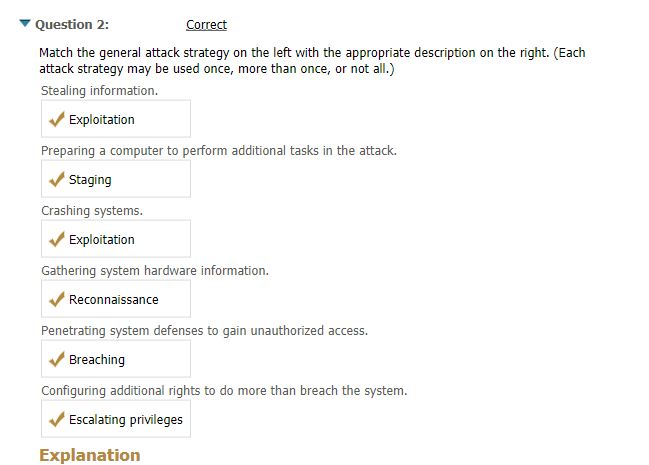 Question 2: Correct
Match the general attack strategy on the left with the appropriate description on the right. (Each
attack strategy may be used once, more than once, or not all.)
Stealing information.
Exploitation
Preparing a computer to perform additional tasks in the attack.
Staging
Crashing systems.
Exploitation
Gathering system hardware information.
Reconnaissance
Penetrating system defenses to gain unauthorized access.
Breaching
Configuring additional rights to do more than breach the system.
Escalating privileges
Explanation